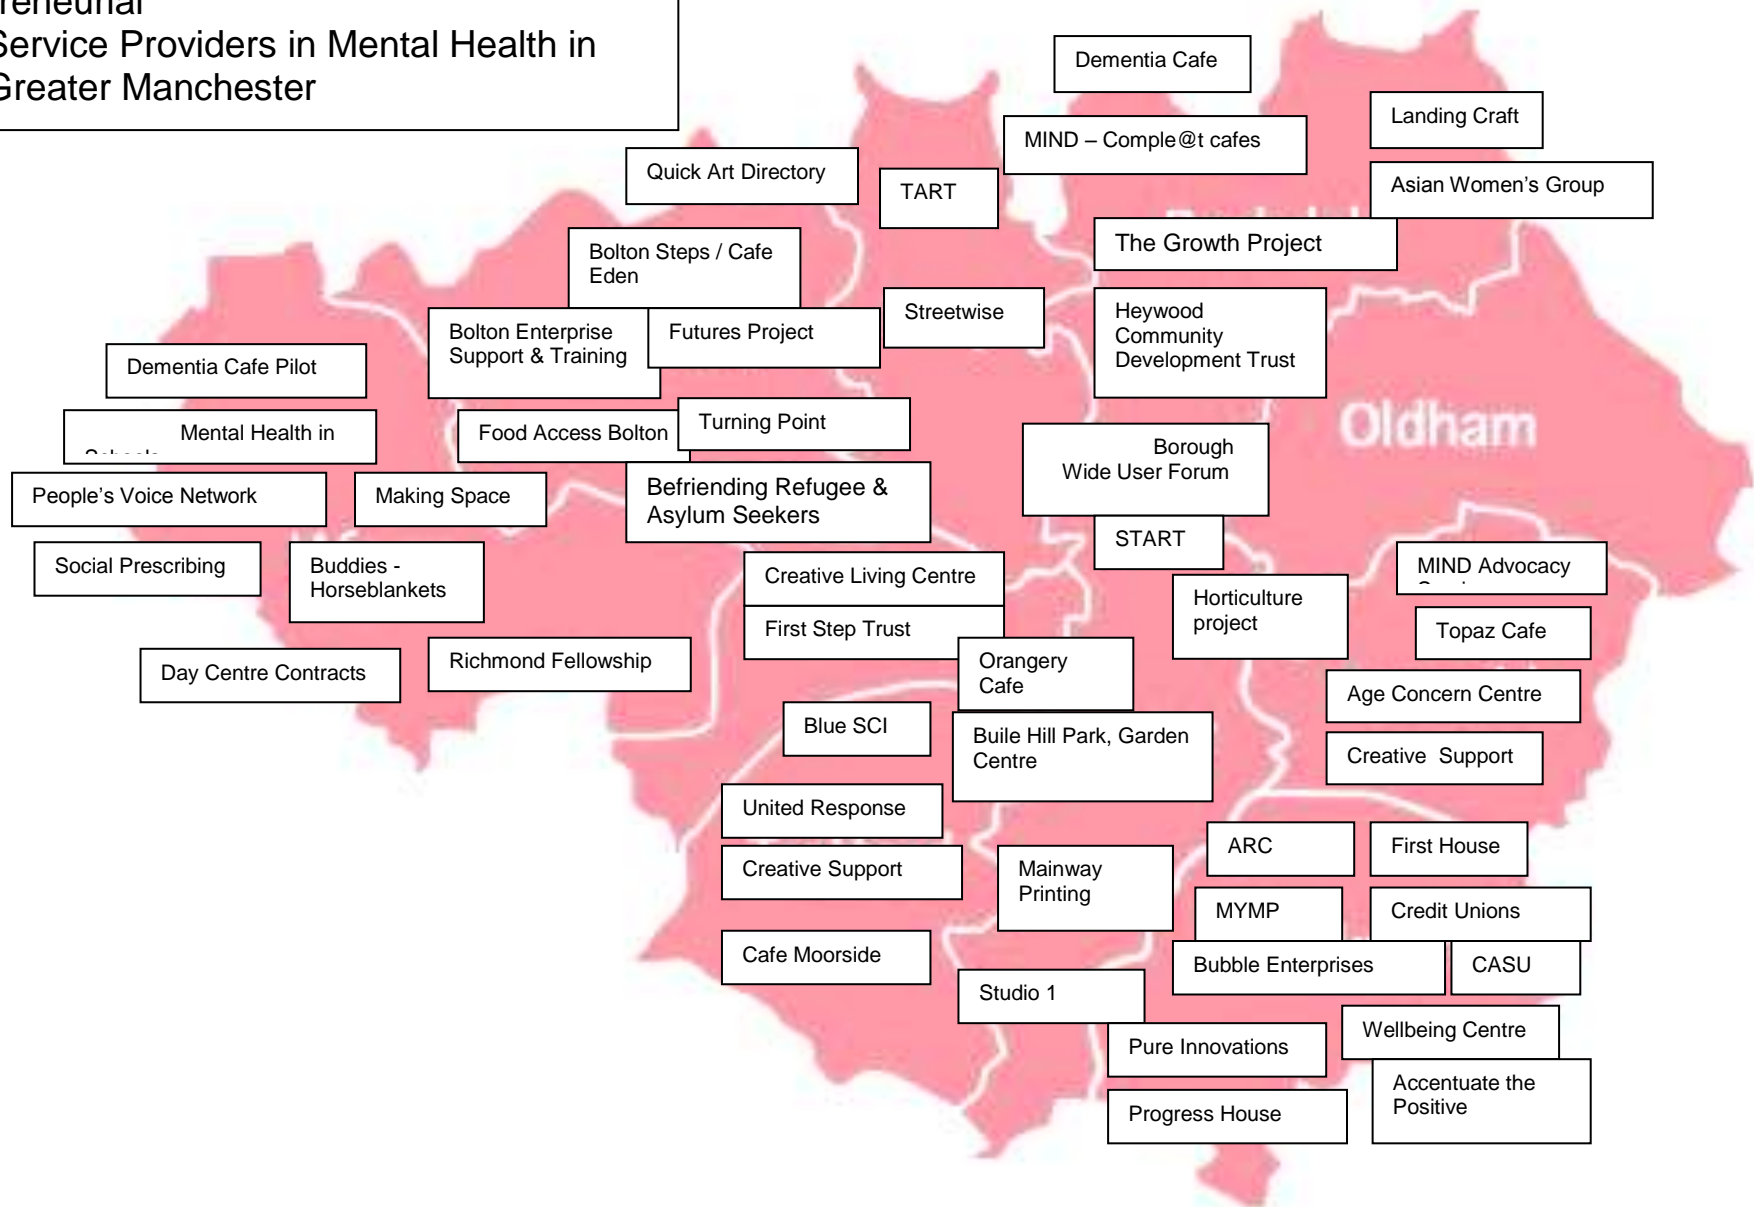 Service Providers in Mental Health in
Greater Manchester
Dementia Cafe
Landing Craft
MIND – Comple@t cafes
Quick Art Directory
TART
Asian Women's Group
The Growth Project
Bolton Steps / Cafe
Eden
Streetwise
Heywood
Community
Development Trust
Bolton Enterprise
Support & Training
Futures Project
Dementia Cafe Pilot
Oldham
Mental Health in
Food Access Bolton
Turning Point
Borough
Wide User Forum
People's Voice Network
Making Space
Befriending Refugee &
Asylum Seekers
START
Social Prescribing
Buddies -
Horseblankets
Creative Living Centre
MIND Advocacy
Horticulture
project
First Step Trust
Topaz Cafe
Day Centre Contracts
Richmond Fellowship
Orangery
Cafe
Age Concern Centre
Blue SCI
Buile Hill Park, Garden
Centre
Creative  Support
United Response
ARC
First House
Creative Support
Mainway
Printing
MYMP
Credit Unions
Cafe Moorside
Bubble Enterprises
CASU
Studio 1
Pure Innovations
Wellbeing Centre
Progress House
Accentuate the
Positive